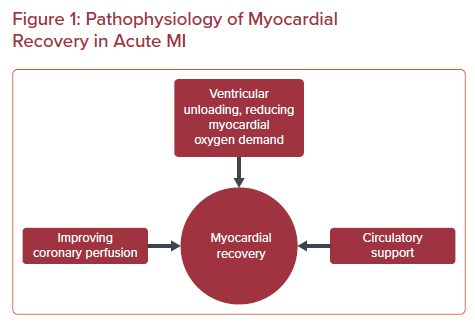 Figure 1: Pathophysiology of Myocardial
Recovery in Acute MI
Ventricular
unloading, reducing
myocardial
oxygen demand
Improving
coronary perfusion
Myocardial
recovery
Circulatory
support